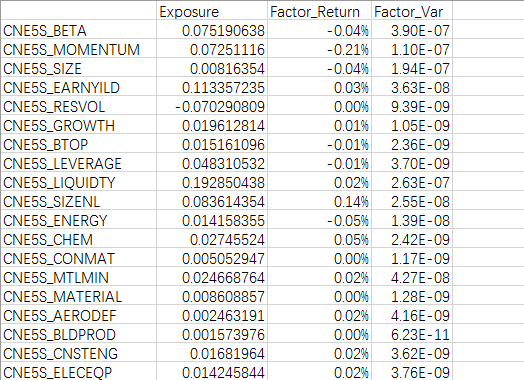 Exposure Factor_Return Factor_Var
CNE5S_BETA 0.075190638 -0.04% 3.90E-07
CNE5S_MOMENTUM 0.07251116 -0.21% 1.10E-07
CNE5S_SIZE 0.00816354 -0.04% 1.94E-07
CNE5S_EARNYILD 0.113357235 0.03% 3.63E-08
CNE5S_RESVOL -0.070290809 0.00% 9.39E-09
CNE5S_GROWTH 0.019612814 0.01% 1.05E-09
CNE5S_BTOP 0.015161096 -0.01% 2.36E-09
CNE5S_LEVERAGE 0.048310532 -0.01% 3.70E-09
CNE5S_LIQUIDTY 0.192850438 0.02% 2.63E-07
CNE5S_SIZENL 0.083614354 0.14% 2.55E-08
CNE5S_ENERGY 0.014158355 -0.05% 1.39E-08
CNE5S_CHEM 0.02745524 0.05% 2.42E-09
CNE5S_CONMAT 0.005052947 0.00% 1.17E-09
CNE5S_MTLMIN 0.024668764 0.02% 4.27E-08
CNE5S_MATERIAL 0.008608857 0.00% 1.28E-09
CNE5S_AERODEF 0.002463191 0.02% 4.16E-09
CNE5S_BLDPROD 0.001573976 0.00% 6.23E-11
CNE5S_CNSTENG 0.01681964 0.02% 3.62E-09
CNE5S_ELECEQP 0.014245844 0.02% 3.76E-09